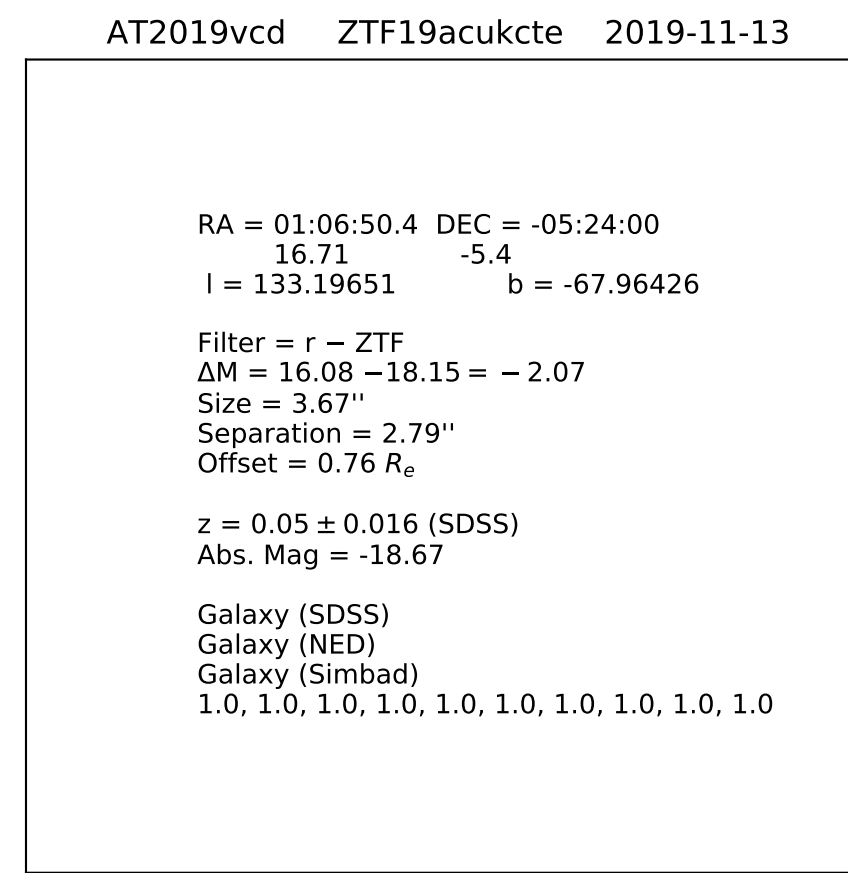 AT2019vcd ZTF19acukcte 2019-11-13
RA = 01:06:50.4 DEC = -05:24:00
16.71 -5.4
l = 133.19651 b = -67.96426
Filter = r − ZTF
ΔM = 16.08 −18.15 = − 2.07
Size = 3.67''
Separation = 2.79''
Offset = 0.76 Re
z = 0.05 ± 0.016 (SDSS)
Abs. Mag = -18.67
Galaxy (SDSS)
Galaxy (NED)
Galaxy (Simbad)
1.0, 1.0, 1.0, 1.0, 1.0, 1.0, 1.0, 1.0, 1.0, 1.0